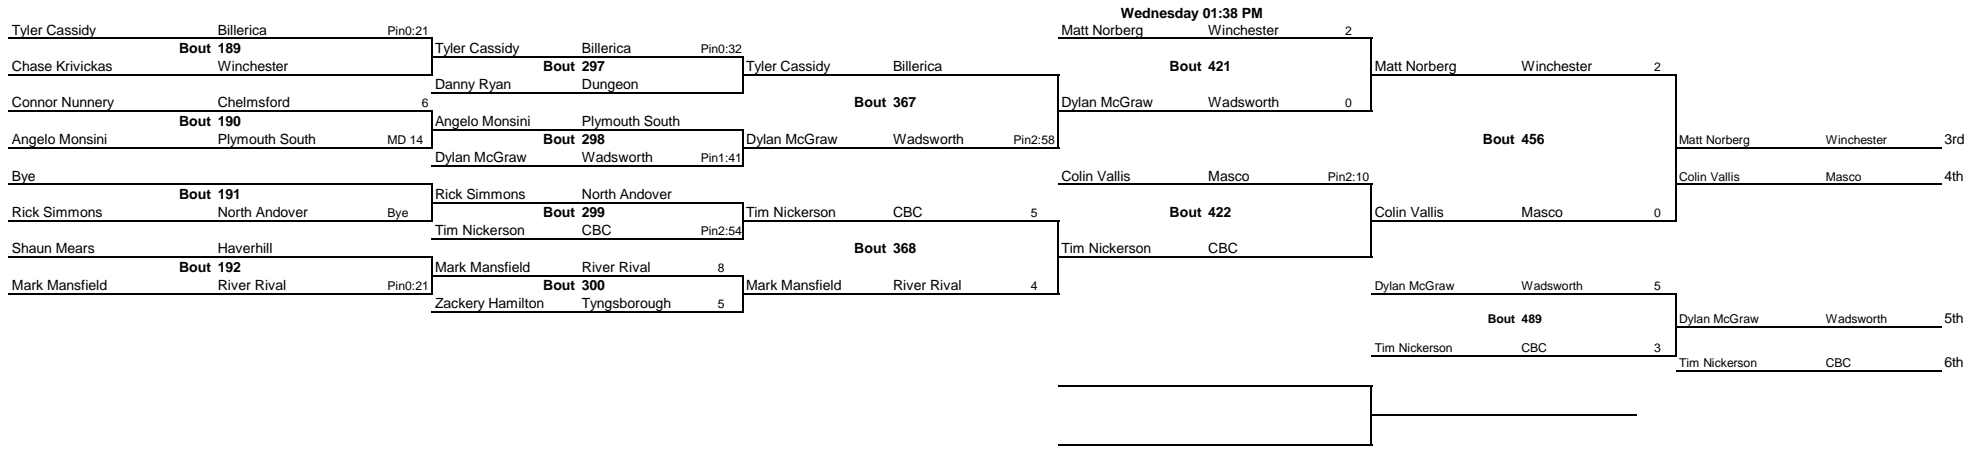 Wednesday 01:38 PM
Tyler Cassidy Billerica Pin0:21 Matt Norberg Winchester 2
Bout 189 Tyler Cassidy Billerica Pin0:32
Chase Krivickas Winchester Bout 297 Tyler Cassidy Billerica Bout 421 Matt Norberg Winchester 2
Danny Ryan Dungeon
Connor Nunnery Chelmsford 6 Bout 367 Dylan McGraw Wadsworth 0
Bout 190 Angelo Monsini Plymouth South
Angelo Monsini Plymouth South MD 14 Bout 298 Dylan McGraw Wadsworth Pin2:58 Bout 456 Matt Norberg Winchester 3rd
Dylan McGraw Wadsworth Pin1:41
Bye Colin Vallis Masco Pin2:10 Colin Vallis Masco 4th
Bout 191 Rick Simmons North Andover
Rick Simmons North Andover Bye Bout 299 Tim Nickerson CBC 5 Bout 422 Colin Vallis Masco 0
Tim Nickerson CBC Pin2:54
Shaun Mears Haverhill Bout 368 Tim Nickerson CBC
Bout 192 Mark Mansfield River Rival 8
Mark Mansfield River Rival Pin0:21 Bout 300 Mark Mansfield River Rival 4 Dylan McGraw Wadsworth 5
Zackery Hamilton Tyngsborough 5
Bout 489 Dylan McGraw Wadsworth 5th
Tim Nickerson CBC 3
Tim Nickerson CBC 6th